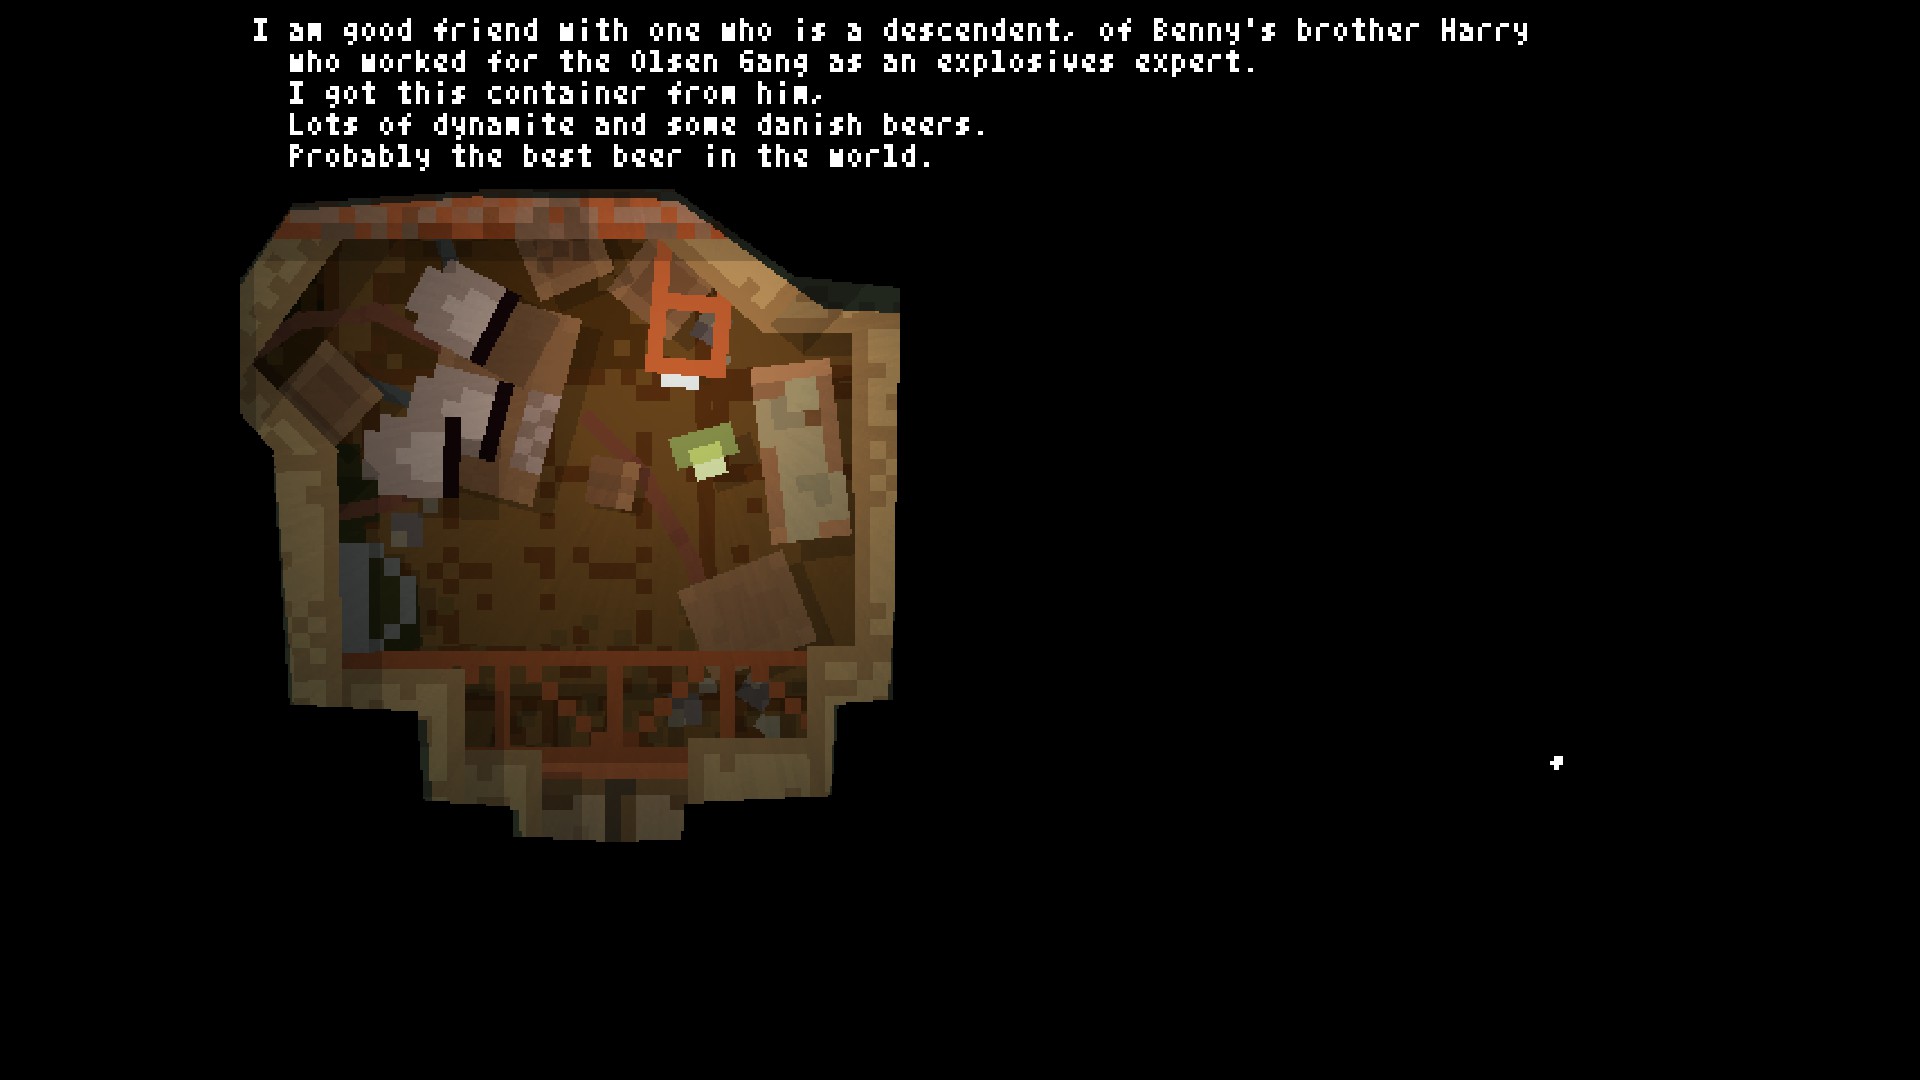 I am good friend with one who is a descendent, of Benny's brother Harry
who worked for the Olsen Gang as an explosives expert.
I got this container from him,
Lots of dynamite and some danish beers.
Probably the best beer in the world.